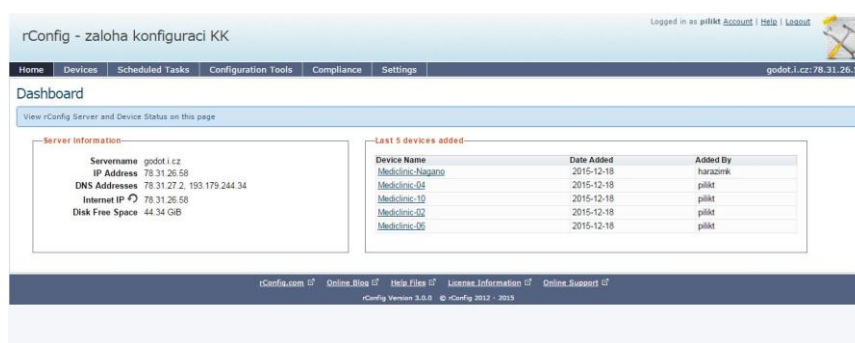 Logged in as pilikt Account | Help | Logout
rConfig - zaloha konfiguraci KK
Home Devices Scheduled Tasks Configuration Tools Compliance Settings godot.i.cz:78.31.26.
Dashboard
View rConfig Server and Device Status on this page
Server Information
Servername godot.i.cz
IP Address 78.31.26.58
DNS Addresses 78.31.27.2, 193.179.244.34
Internet IP 78.31.26.58
Disk Free Space 44.34 GiB
Last 5 devices added
Device Name Date Added Added By
Mediclinic-Nagano 2015-12-18 harazimk
Mediclinic-04 2015-12-18 pilikt
Mediclinic-10 2015-12-18 pilikt
Mediclinic-02 2015-12-18 pilikt
Mediclinic-06 2015-12-18 pilikt
rConfig.com Online Blog Help Files License Information Online Support
rConfig Version 3.0.0 © rConfig 2012 - 2015